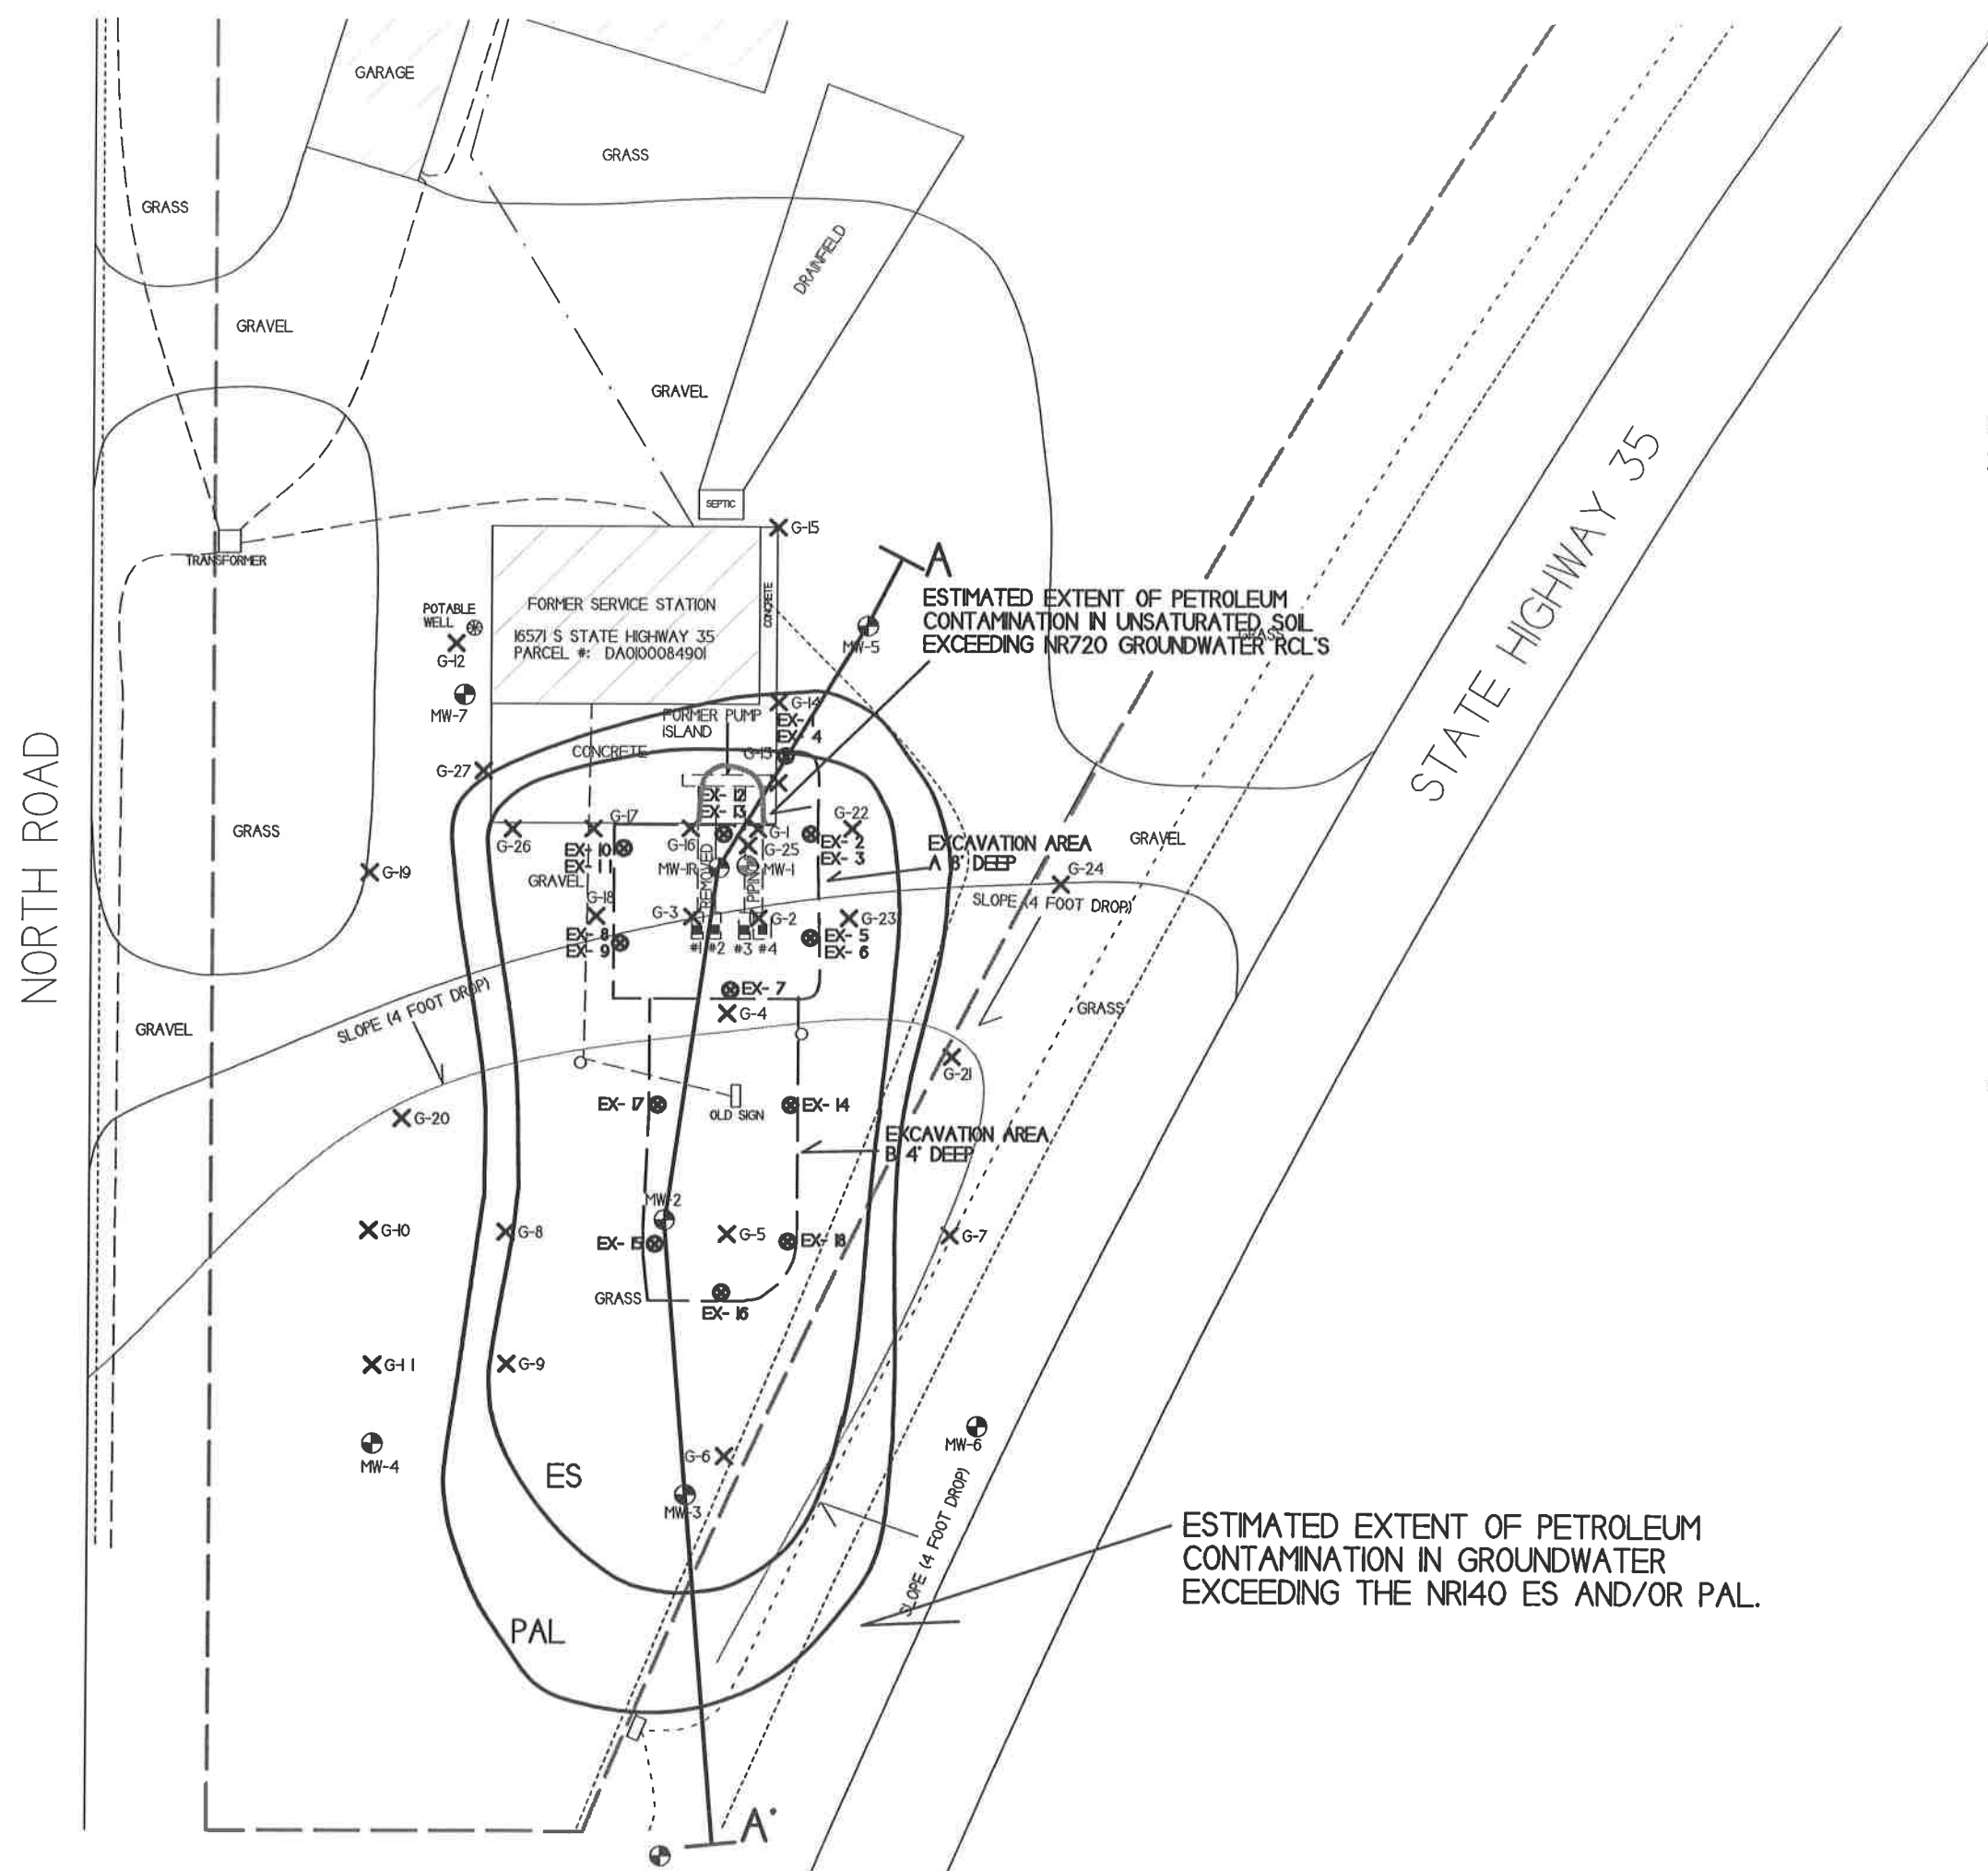 GARAGE
GRASS
GRASS
DRAINFIELD
GRAVEL
GRAVEL
SEPTIC
G-15
TRANSFORMER
A
POTABLE
WELL
FORMER SERVICE STATION
16571 S STATE HIGHWAY 35
PARCEL #: DA0100084901
CONCRETE
ESTIMATED EXTENT OF PETROLEUM
CONTAMINATION IN UNSATURATED SOIL
EXCEEDING NR720 GROUNDWATER RCL'S
GRASS
MW-5
G-12
MW-7
STATE HIGHWAY 35
NORTH ROAD
G-14
FORMER PUMP
ISLAND
EX-1
EX-4
CONCRETE
G-13
G-27
EX-12
EX-13
G-17
G-22
GRASS
G-26
G-16
G-1
EX-2
EX-3
EX-10
EX-11
G-25
EXCAVATION AREA
A 8' DEEP
GRAVEL
MW-1R
MW-1
REMOVED
PIPING
G-19
GRAVEL
G-24
SLOPE (4 FOOT DROP)
G-18
G-3
G-2
G-23
EX-8
EX-9
#1 #2 #3 #4
EX-5
EX-6
EX-7
G-4
SLOPE (4 FOOT DROP)
GRAVEL
GRASS
G-21
EX-17
OLD SIGN
EX-14
G-20
EXCAVATION AREA
B 4' DEEP
MW-2
G-10
G-8
G-5
G-7
EX-15
EX-18
GRASS
EX-16
G-11
G-9
MW-4
G-6
MW-6
ES
MW-3
SLOPE (4 FOOT DROP)
ESTIMATED EXTENT OF PETROLEUM
CONTAMINATION IN GROUNDWATER
EXCEEDING THE NR140 ES AND/OR PAL.
PAL
A'